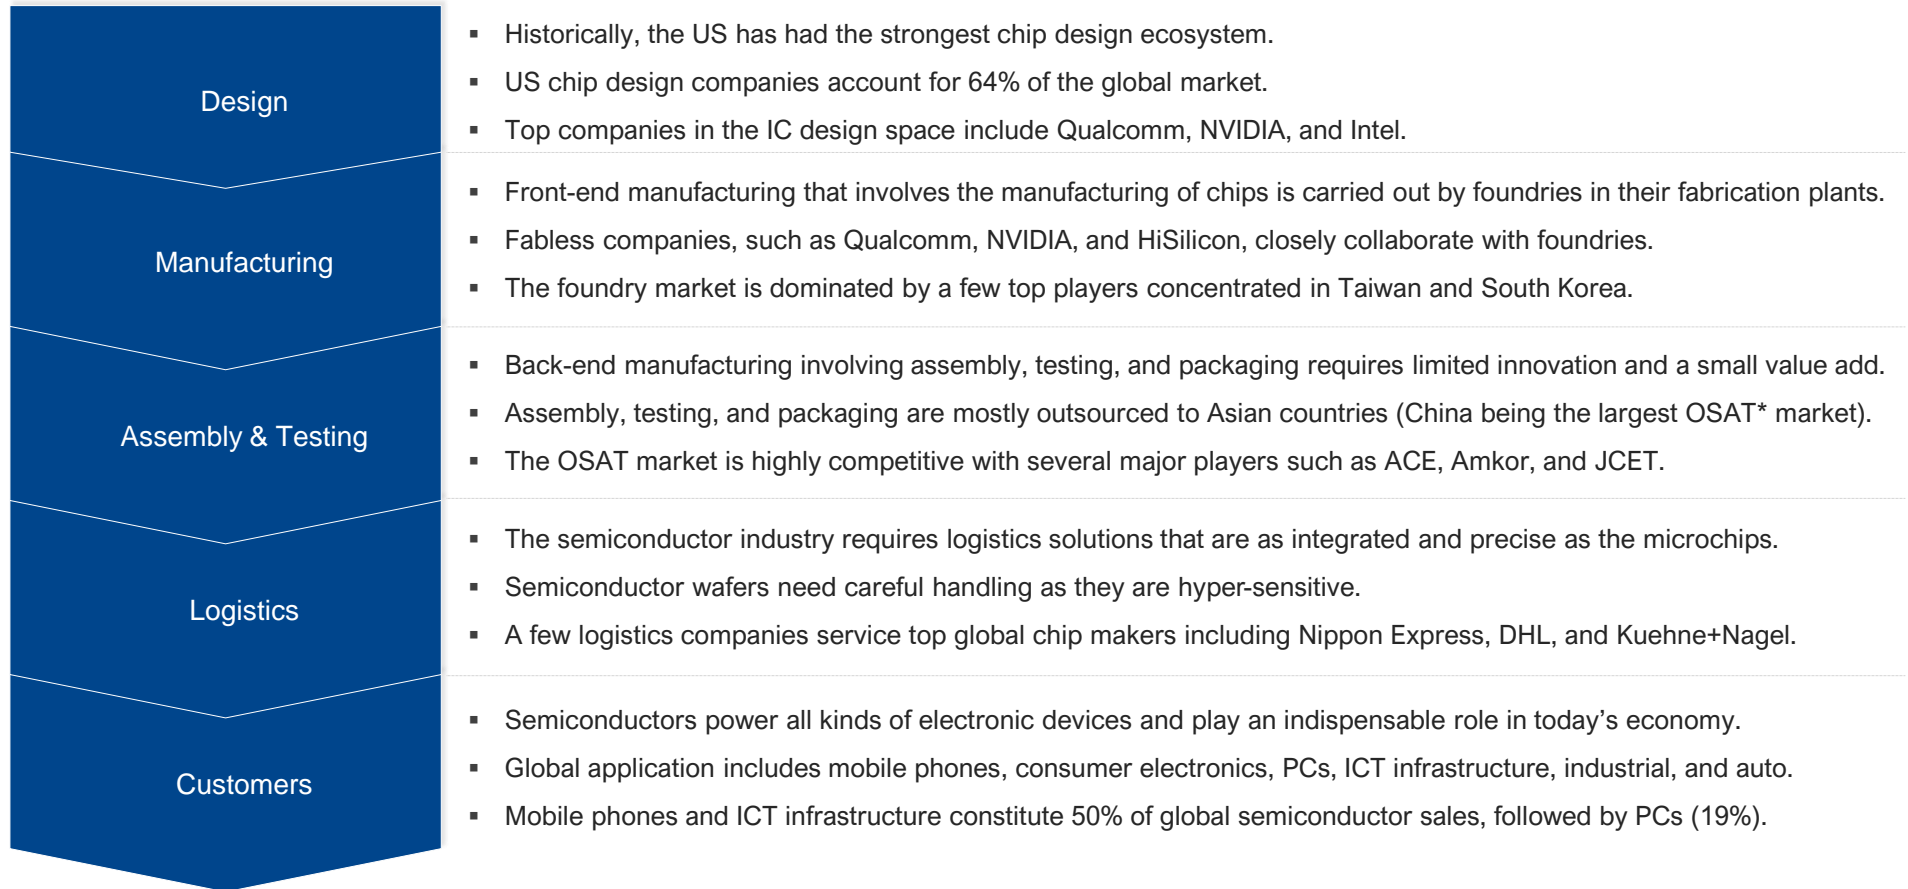 Design
▪ Historically, the US has had the strongest chip design ecosystem.
▪ US chip design companies account for 64% of the global market.
▪ Top companies in the IC design space include Qualcomm, NVIDIA, and Intel.
Manufacturing
▪ Front-end manufacturing that involves the manufacturing of chips is carried out by foundries in their fabrication plants.
▪ Fabless companies, such as Qualcomm, NVIDIA, and HiSilicon, closely collaborate with foundries.
▪ The foundry market is dominated by a few top players concentrated in Taiwan and South Korea.
Assembly & Testing
▪ Back-end manufacturing involving assembly, testing, and packaging requires limited innovation and a small value add.
▪ Assembly, testing, and packaging are mostly outsourced to Asian countries (China being the largest OSAT* market).
▪ The OSAT market is highly competitive with several major players such as ACE, Amkor, and JCET.
Logistics
▪ The semiconductor industry requires logistics solutions that are as integrated and precise as the microchips.
▪ Semiconductor wafers need careful handling as they are hyper-sensitive.
▪ A few logistics companies service top global chip makers including Nippon Express, DHL, and Kuehne+Nagel.
Customers
▪ Semiconductors power all kinds of electronic devices and play an indispensable role in today’s economy.
▪ Global application includes mobile phones, consumer electronics, PCs, ICT infrastructure, industrial, and auto.
▪ Mobile phones and ICT infrastructure constitute 50% of global semiconductor sales, followed by PCs (19%).